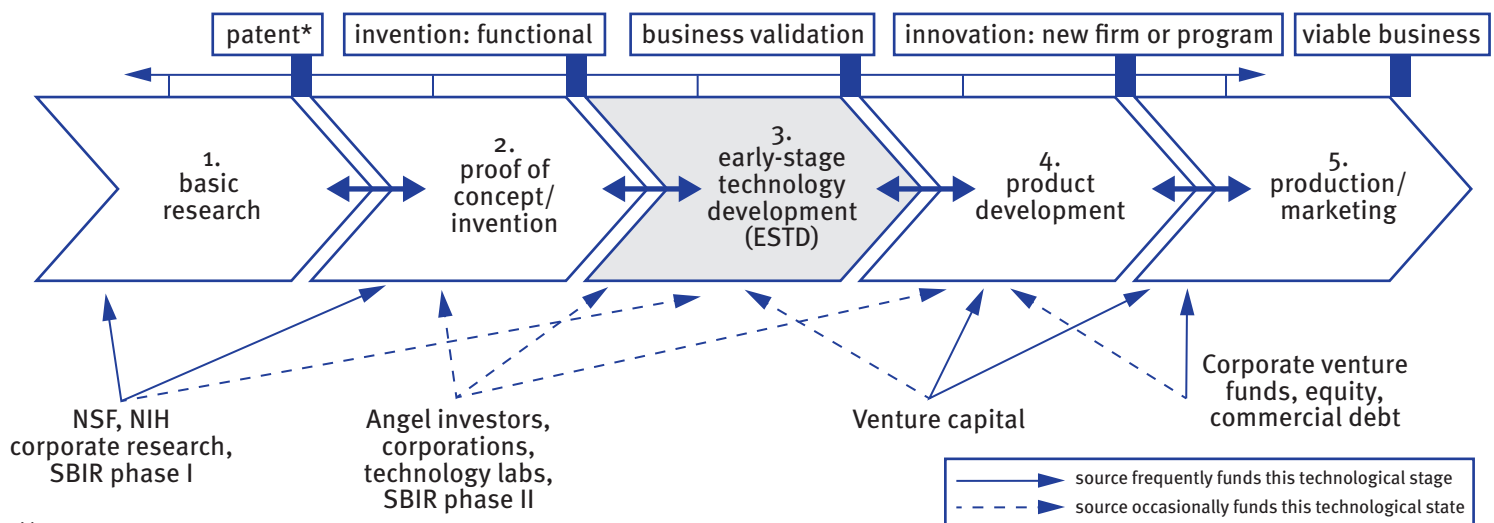 patent*
invention: functional
business validation
innovation: new firm or program
viable business
1.
basic
research
2.
proof of
concept/
invention
3.
early-stage
technology
development
(ESTD)
4.
product
development
5.
production/
marketing
NSF, NIH
corporate research,
SBIR phase I
Angel investors,
corporations,
technology labs,
SBIR phase II
Venture capital
Corporate venture
funds, equity,
commercial debt
source frequently funds this technological stage
source occasionally funds this technological state